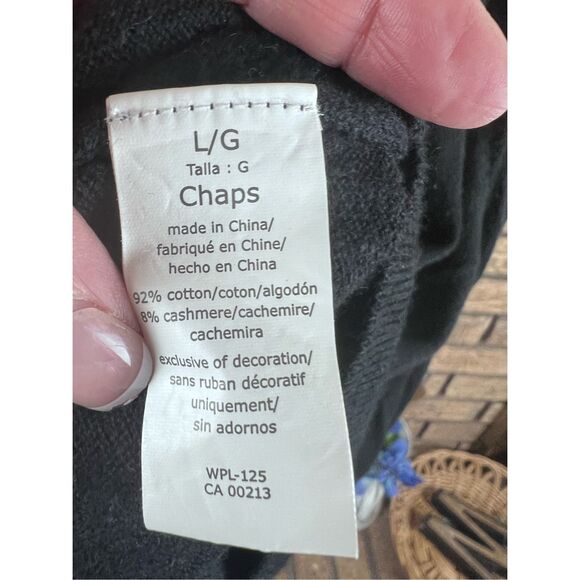 L/G
Talla : G
Chaps
made in China/
fabriqué en Chine/
hecho en China
92% cotton/coton/algodón
8% cashmere/cachemire/
cachemira
exclusive of decoration/
sans ruban décoratif
uniquement/
sin adornos
WPL-125
CA 00213